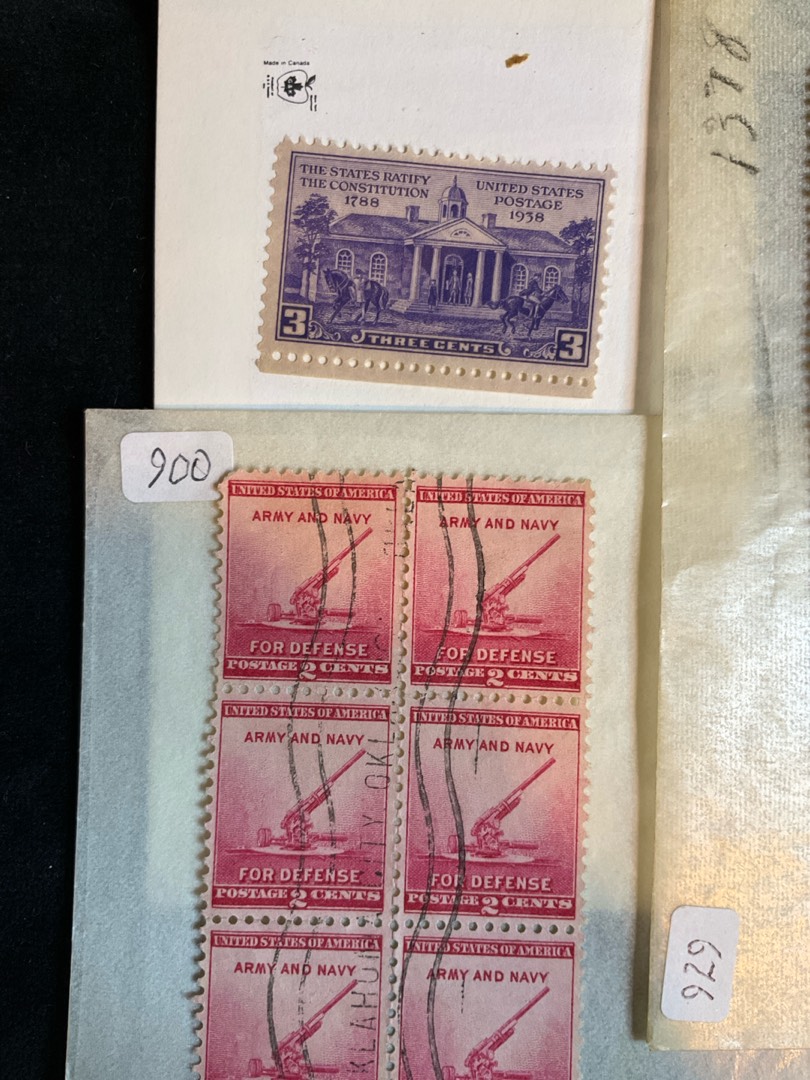 Made in Canada
1378
THE STATES RATIFY
THE CONSTITUTION
1788
UNITED STATES
POSTAGE
1938
3
THREE CENTS
3
900
UNITED STATES OF AMERICA
ARMY AND NAVY
FOR DEFENSE
POSTAGE 2 CENTS
UNITED STATES OF AMERICA
ARMY AND NAVY
FOR DEFENSE
POSTAGE 2 CENTS
UNITED STATES OF AMERICA
ARMY AND NAVY
FOR DEFENSE
POSTAGE 2 CENTS
UNITED STATES OF AMERICA
ARMY AND NAVY
FOR DEFENSE
POSTAGE 2 CENTS
UNITED STATES OF AMERICA
ARMY AND NAVY
UNITED STATES OF AMERICA
ARMY AND NAVY
KLAHOMA CITY OKLA
929